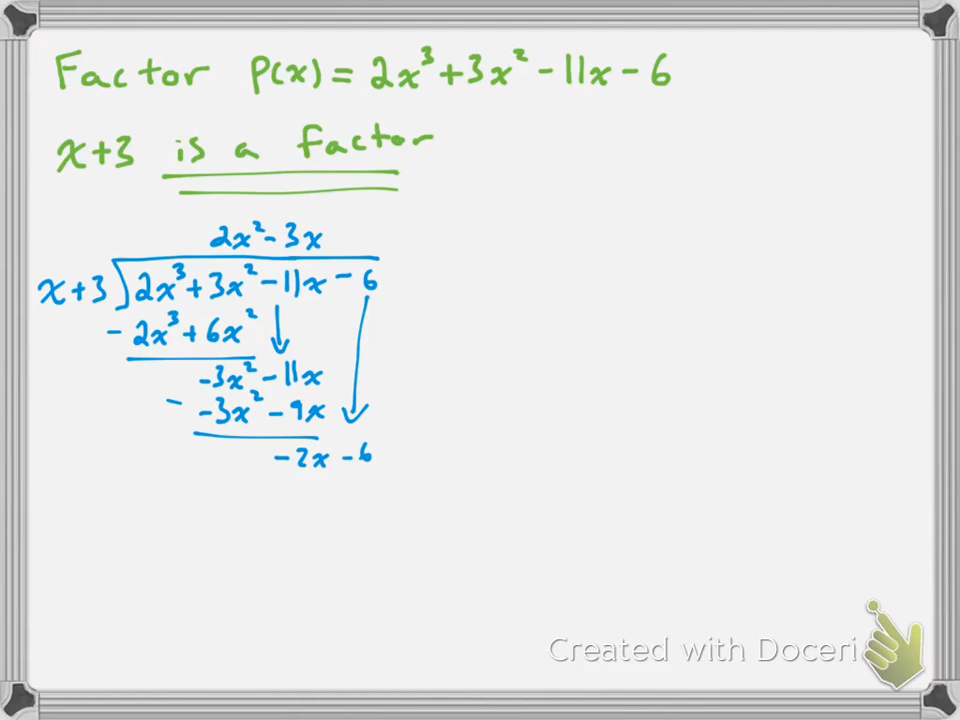 Factor P(x) = 2x³ + 3x² - 11x - 6
x+3 is a factor
2x² - 3x
x+3 ) 2x³ + 3x² - 11x - 6
- 2x³ + 6x²
-3x² - 11x
- -3x² - 9x
-2x - 6
Created with Doceri